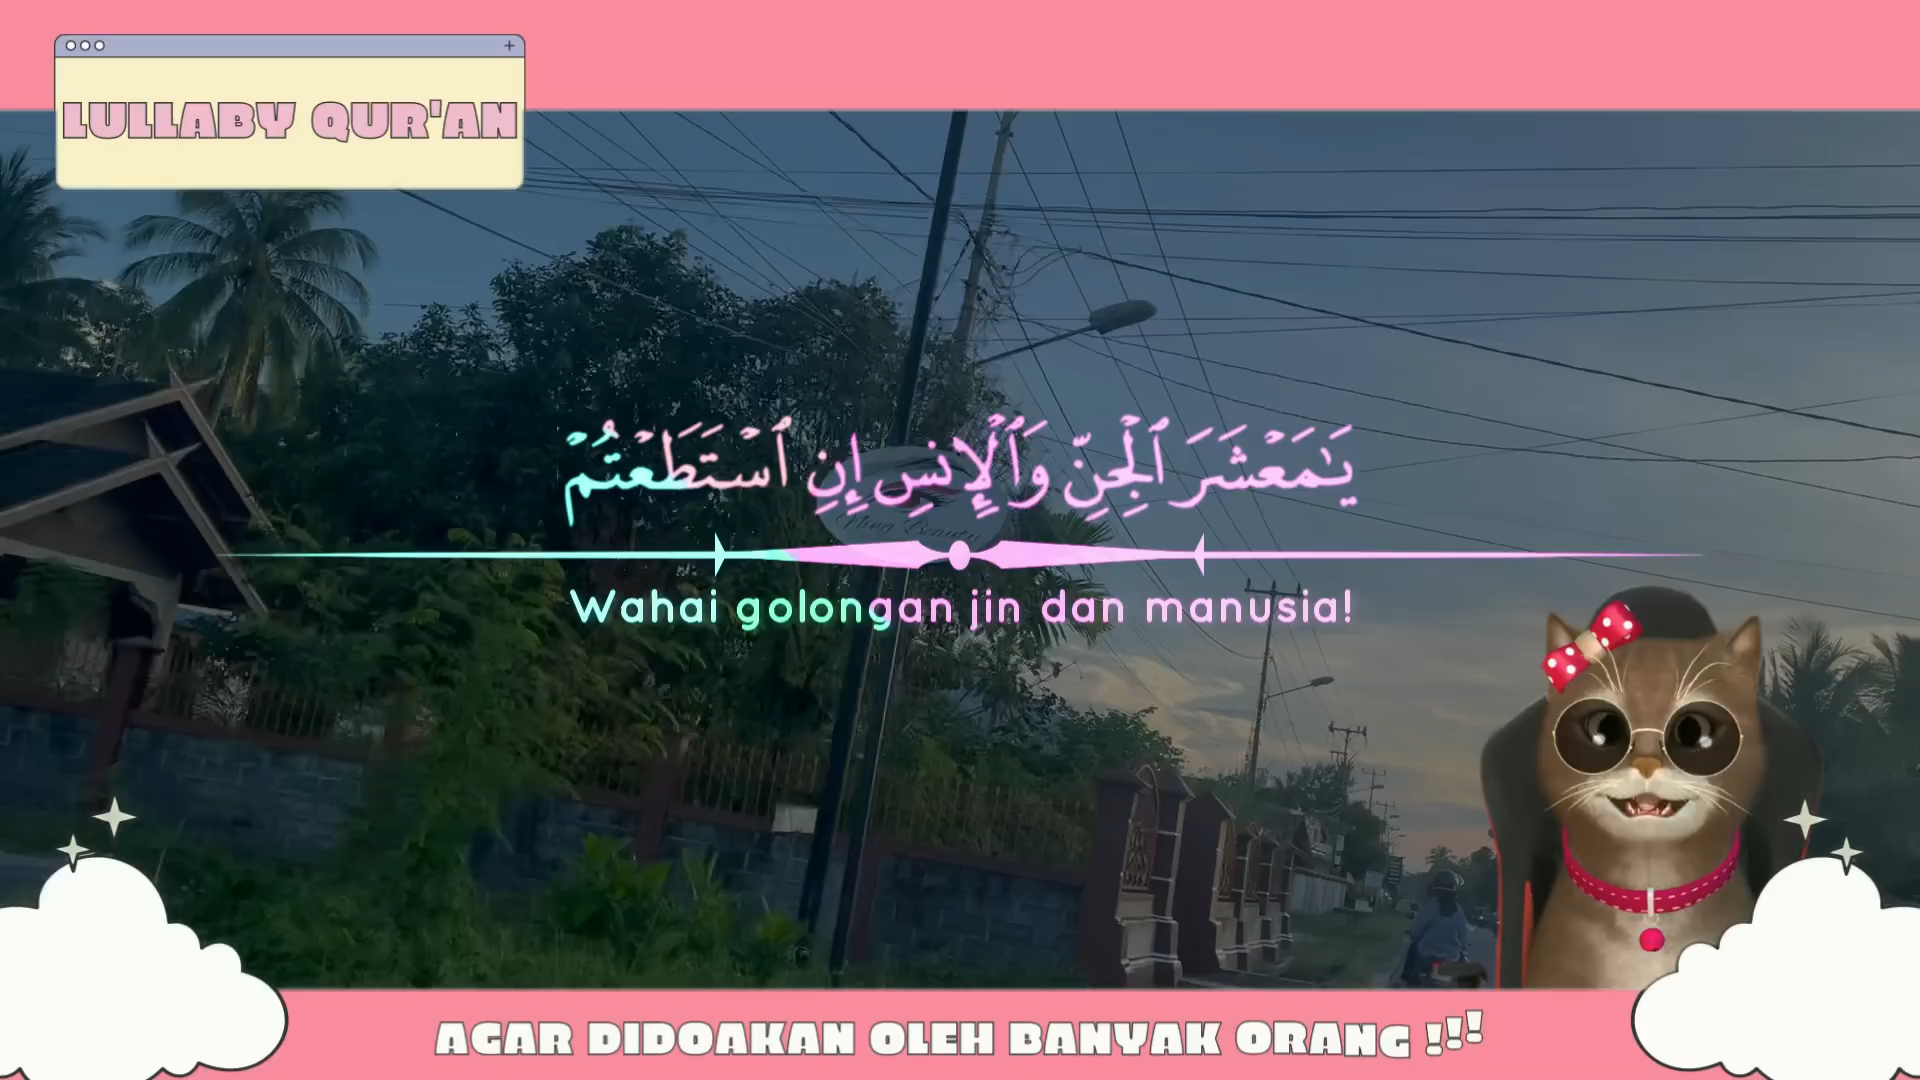 LULLABY QUR'AN
يَـٰمَعْشَرَ ٱلْجِنِّ وَٱلْإِنسِ إِنِ ٱسْتَطَعْتُمْ
Wahai golongan jin dan manusia!
AGAR DIDOAKAN OLEH BANYAK ORANG !!!